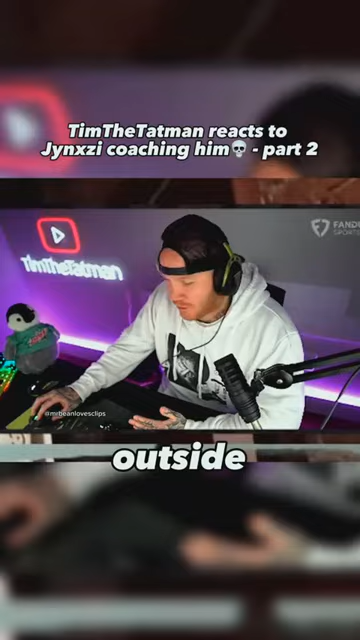 TimTheTatman reacts to
Jynxzi coaching him💀 - part 2
TimTheTatman
@mrbeanlovesclips
outside